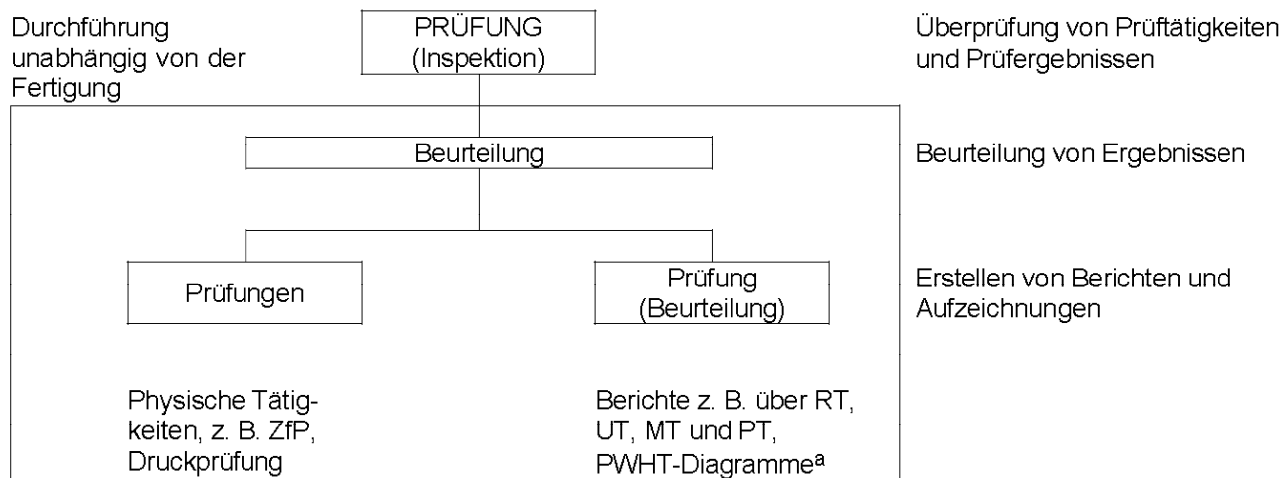 Durchführung
unabhängig von der
Fertigung
PRÜFUNG
(Inspektion)
Überprüfung von Prüftätigkeiten
und Prüfergebnissen
Beurteilung
Beurteilung von Ergebnissen
Prüfungen
Prüfung
(Beurteilung)
Erstellen von Berichten und
Aufzeichnungen
Physische Tätig-
keiten, z. B. ZfP,
Druckprüfung
Berichte z. B. über RT,
UT, MT und PT,
PWHT-Diagrammeᵃ